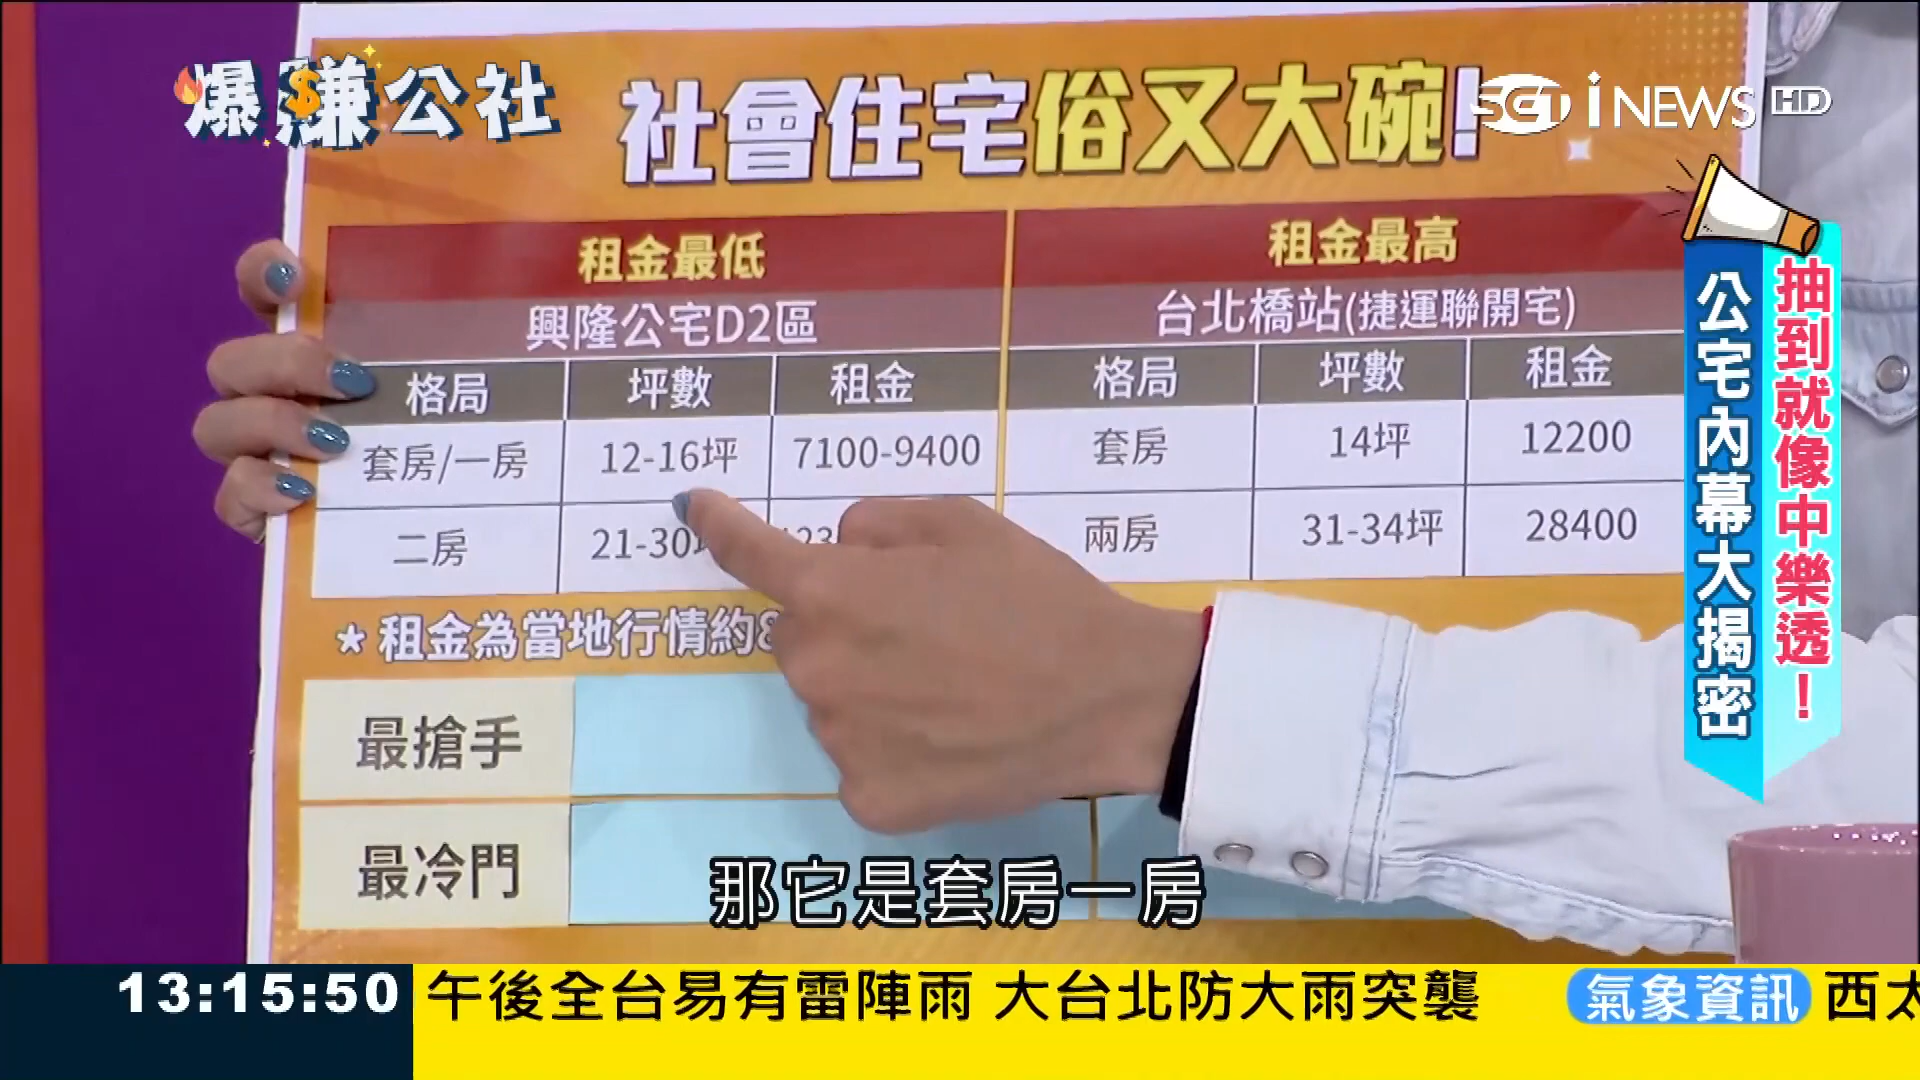 爆賺公社
社會住宅俗又大碗!
SET iNEWS HD
抽到就像中樂透!
公宅內幕大揭密
租金最低
租金最高
興隆公宅D2區
台北橋站(捷運聯開宅)
格局 坪數 租金
格局 坪數 租金
套房/一房 12-16坪 7100-9400
套房 14坪 12200
二房 21-30
兩房 31-34坪 28400
★ 租金為當地行情約
最搶手
最冷門
那它是套房一房
13:15:50
午後全台易有雷陣雨 大台北防大雨突襲
氣象資訊
西太